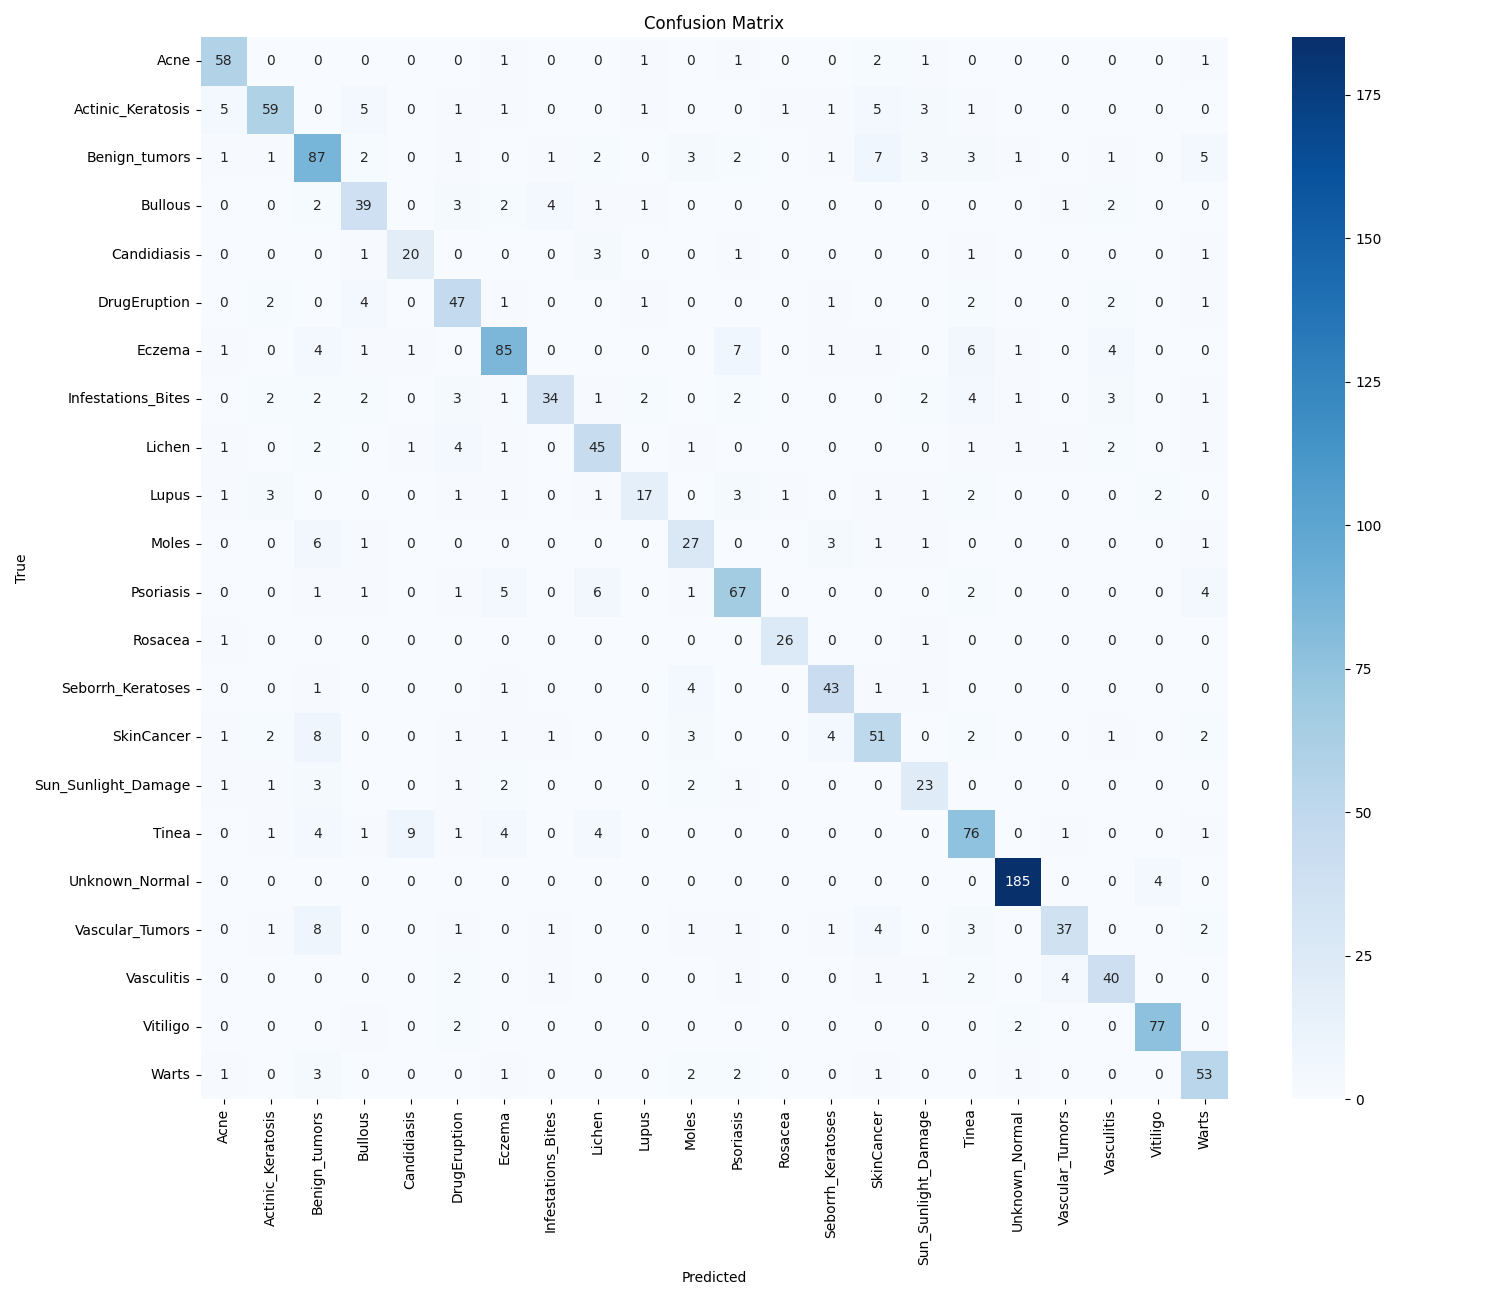 Confusion Matrix
Acne 58 0 0 0 0 0 1 0 0 1 0 1 0 0 2 1 0 0 0 0 0 1
Actinic_Keratosis 5 59 0 5 0 1 1 0 0 1 0 0 1 1 5 3 1 0 0 0 0 0
175
Benign_tumors 1 1 87 2 0 1 0 1 2 0 3 2 0 1 7 3 3 1 0 1 0 5
Bullous 0 0 2 39 0 3 2 4 1 1 0 0 0 0 0 0 0 0 1 2 0 0
150
Candidiasis 0 0 0 1 20 0 0 0 3 0 0 1 0 0 0 0 1 0 0 0 0 1
DrugEruption 0 2 0 4 0 47 1 0 0 1 0 0 0 1 0 0 2 0 0 2 0 1
Eczema 1 0 4 1 1 0 85 0 0 0 0 7 0 1 1 0 6 1 0 4 0 0
125
Infestations_Bites 0 2 2 2 0 3 1 34 1 2 0 2 0 0 0 2 4 1 0 3 0 1
Lichen 1 0 2 0 1 4 1 0 45 0 1 0 0 0 0 0 1 1 1 2 0 1
Lupus 1 3 0 0 0 1 1 0 1 17 0 3 1 0 1 1 2 0 0 0 2 0
100
Moles 0 0 6 1 0 0 0 0 0 0 27 0 0 3 1 1 0 0 0 0 0 1
True
Psoriasis 0 0 1 1 0 1 5 0 6 0 1 67 0 0 0 0 2 0 0 0 0 4
Rosacea 1 0 0 0 0 0 0 0 0 0 0 0 26 0 0 1 0 0 0 0 0 0
75
Seborrh_Keratoses 0 0 1 0 0 0 1 0 0 0 4 0 0 43 1 1 0 0 0 0 0 0
SkinCancer 1 2 8 0 0 1 1 1 0 0 3 0 0 4 51 0 2 0 0 1 0 2
Sun_Sunlight_Damage 1 1 3 0 0 1 2 0 0 0 2 1 0 0 0 23 0 0 0 0 0 0
50
Tinea 0 1 4 1 9 1 4 0 4 0 0 0 0 0 0 0 76 0 1 0 0 1
Unknown_Normal 0 0 0 0 0 0 0 0 0 0 0 0 0 0 0 0 0 185 0 0 4 0
Vascular_Tumors 0 1 8 0 0 1 0 1 0 0 1 1 0 1 4 0 3 0 37 0 0 2
25
Vasculitis 0 0 0 0 0 2 0 1 0 0 0 1 0 0 1 1 2 0 4 40 0 0
Vitiligo 0 0 0 1 0 2 0 0 0 0 0 0 0 0 0 0 0 2 0 0 77 0
Warts 1 0 3 0 0 0 1 0 0 0 2 2 0 0 1 0 0 1 0 0 0 53
0
Acne
Actinic_Keratosis
Benign_tumors
Bullous
Candidiasis
DrugEruption
Eczema
Infestations_Bites
Lichen
Lupus
Moles
Psoriasis
Rosacea
Seborrh_Keratoses
SkinCancer
Sun_Sunlight_Damage
Tinea
Unknown_Normal
Vascular_Tumors
Vasculitis
Vitiligo
Warts
Predicted